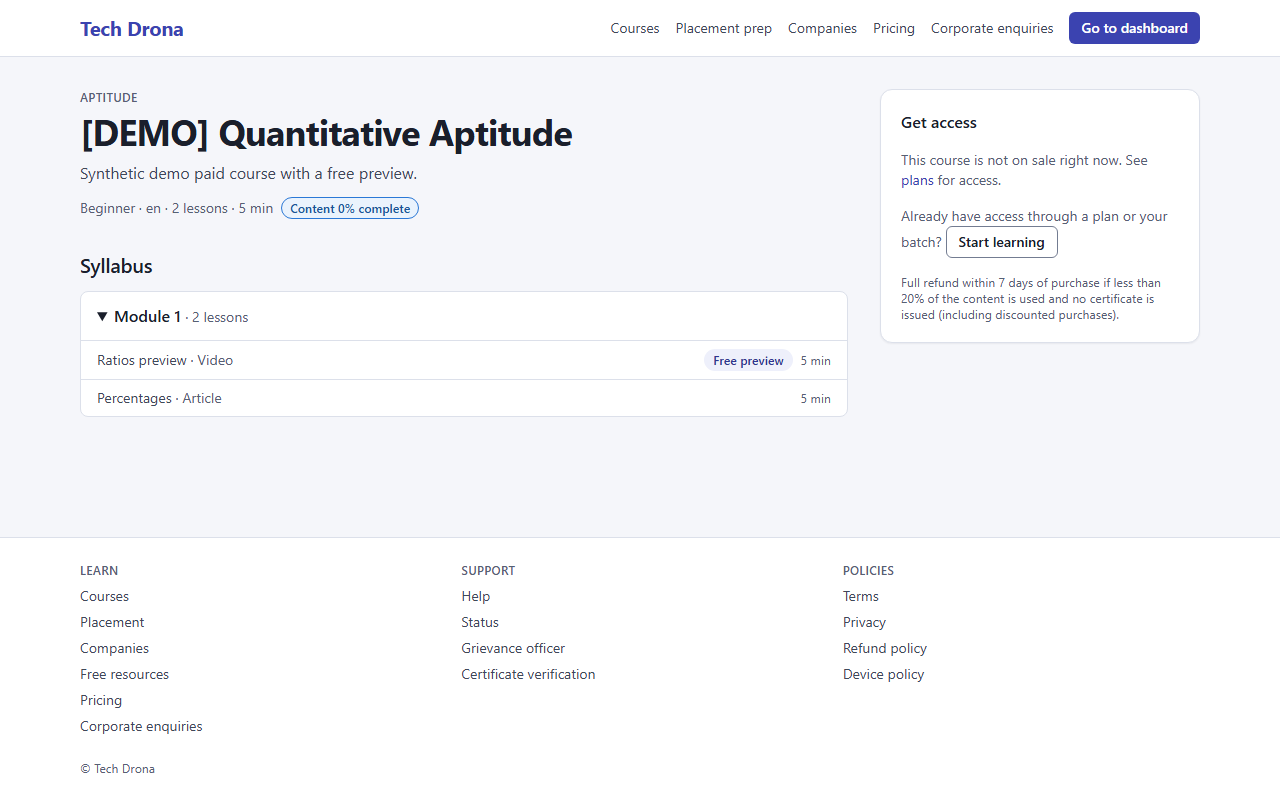 Tech Drona
Courses Placement prep Companies Pricing Corporate enquiries Go to dashboard
APTITUDE
[DEMO] Quantitative Aptitude
Synthetic demo paid course with a free preview.
Beginner · en · 2 lessons · 5 min Content 0% complete
Syllabus
Module 1 · 2 lessons
Ratios preview · Video Free preview 5 min
Percentages · Article 5 min
Get access
This course is not on sale right now. See
plans for access.
Already have access through a plan or your
batch? Start learning
Full refund within 7 days of purchase if less than
20% of the content is used and no certificate is
issued (including discounted purchases).
LEARN
Courses
Placement
Companies
Free resources
Pricing
Corporate enquiries
SUPPORT
Help
Status
Grievance officer
Certificate verification
POLICIES
Terms
Privacy
Refund policy
Device policy
© Tech Drona